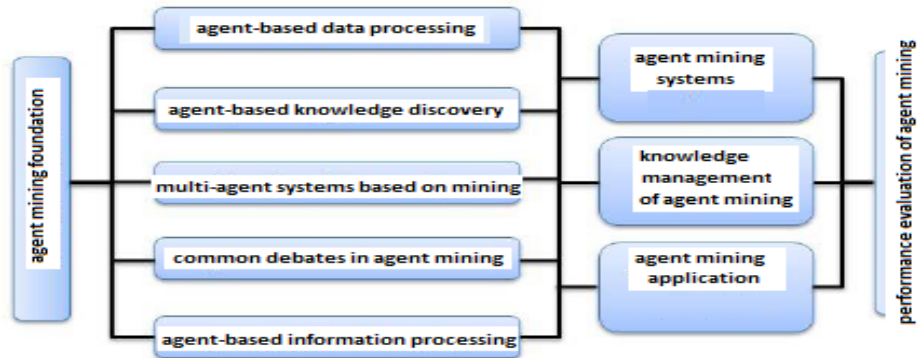 agent mining foundation
agent-based data processing
agent-based knowledge discovery
multi-agent systems based on mining
common debates in agent mining
agent-based information processing
agent mining
systems
knowledge
management
of agent mining
agent mining
application
performance evaluation of agent mining